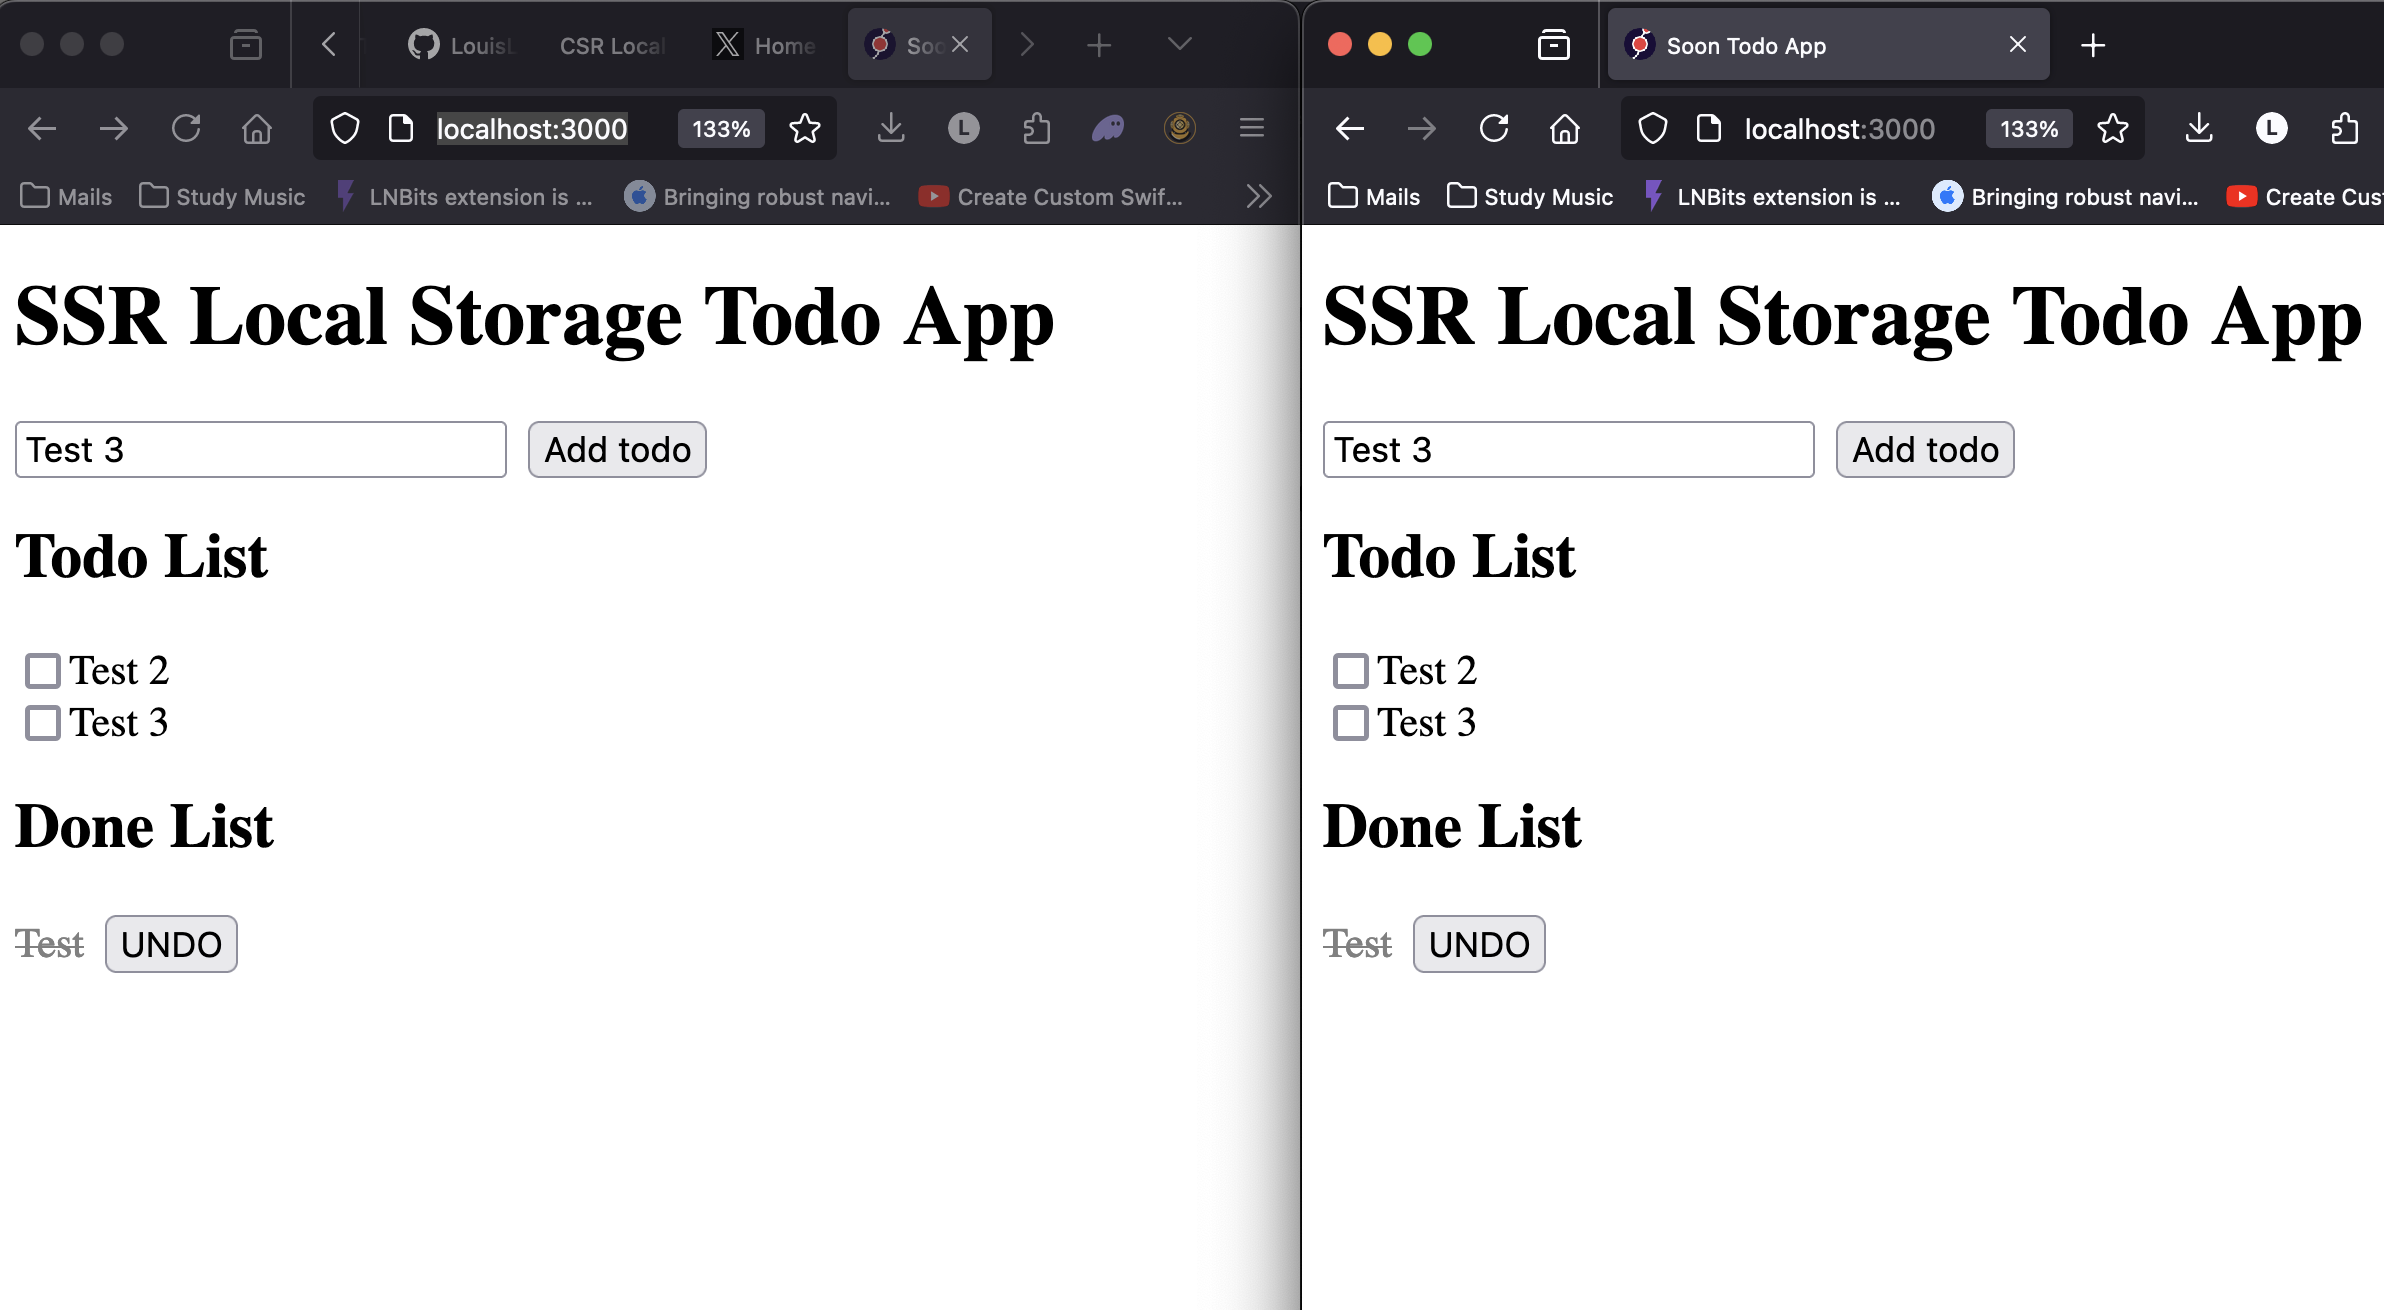 Louis
CSR Local
Home
Soo
localhost:3000
133%
L
Mails
Study Music
LNBits extension is ...
Bringing robust navi...
Create Custom Swif...
SSR Local Storage Todo App
Test 3
Add todo
Todo List
Test 2
Test 3
Done List
Test
UNDO
Soon Todo App
localhost:3000
133%
L
Mails
Study Music
LNBits extension is ...
Bringing robust navi...
Create Cus
SSR Local Storage Todo App
Test 3
Add todo
Todo List
Test 2
Test 3
Done List
Test
UNDO